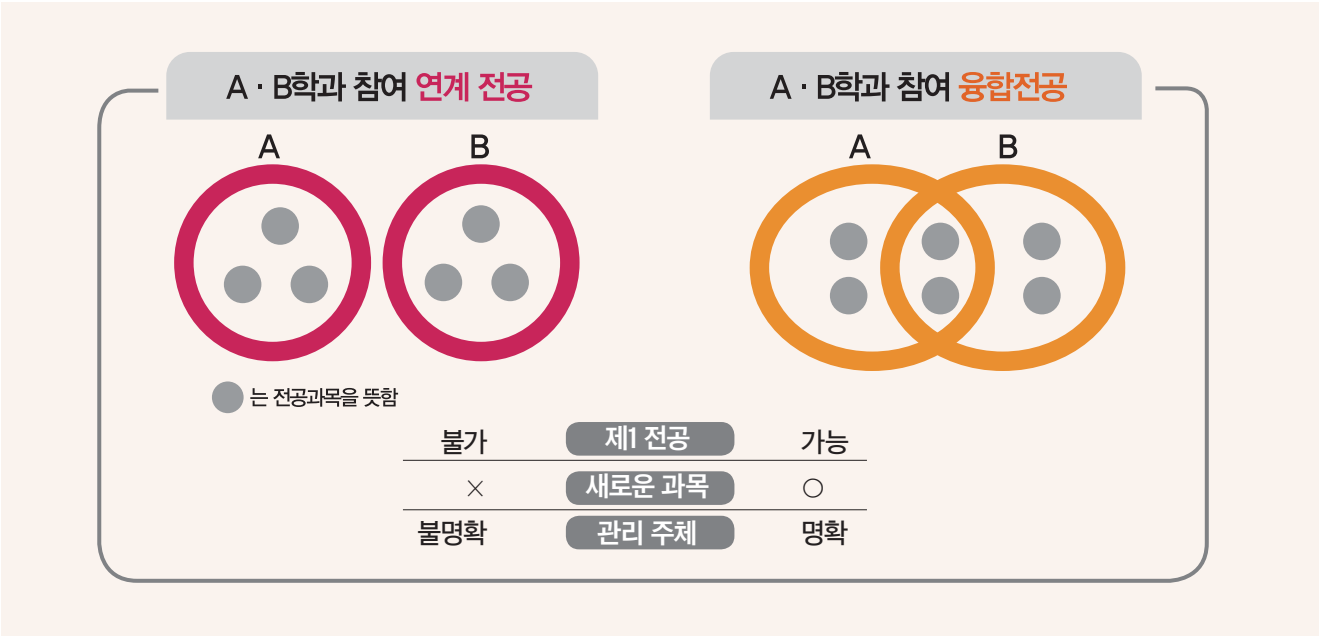 A · B학과 참여 연계 전공
A · B학과 참여 융합전공
A
B
A
B
는 전공과목을 뜻함
불가 제1 전공 가능
× 새로운 과목 ○
불명확 관리 주체 명확